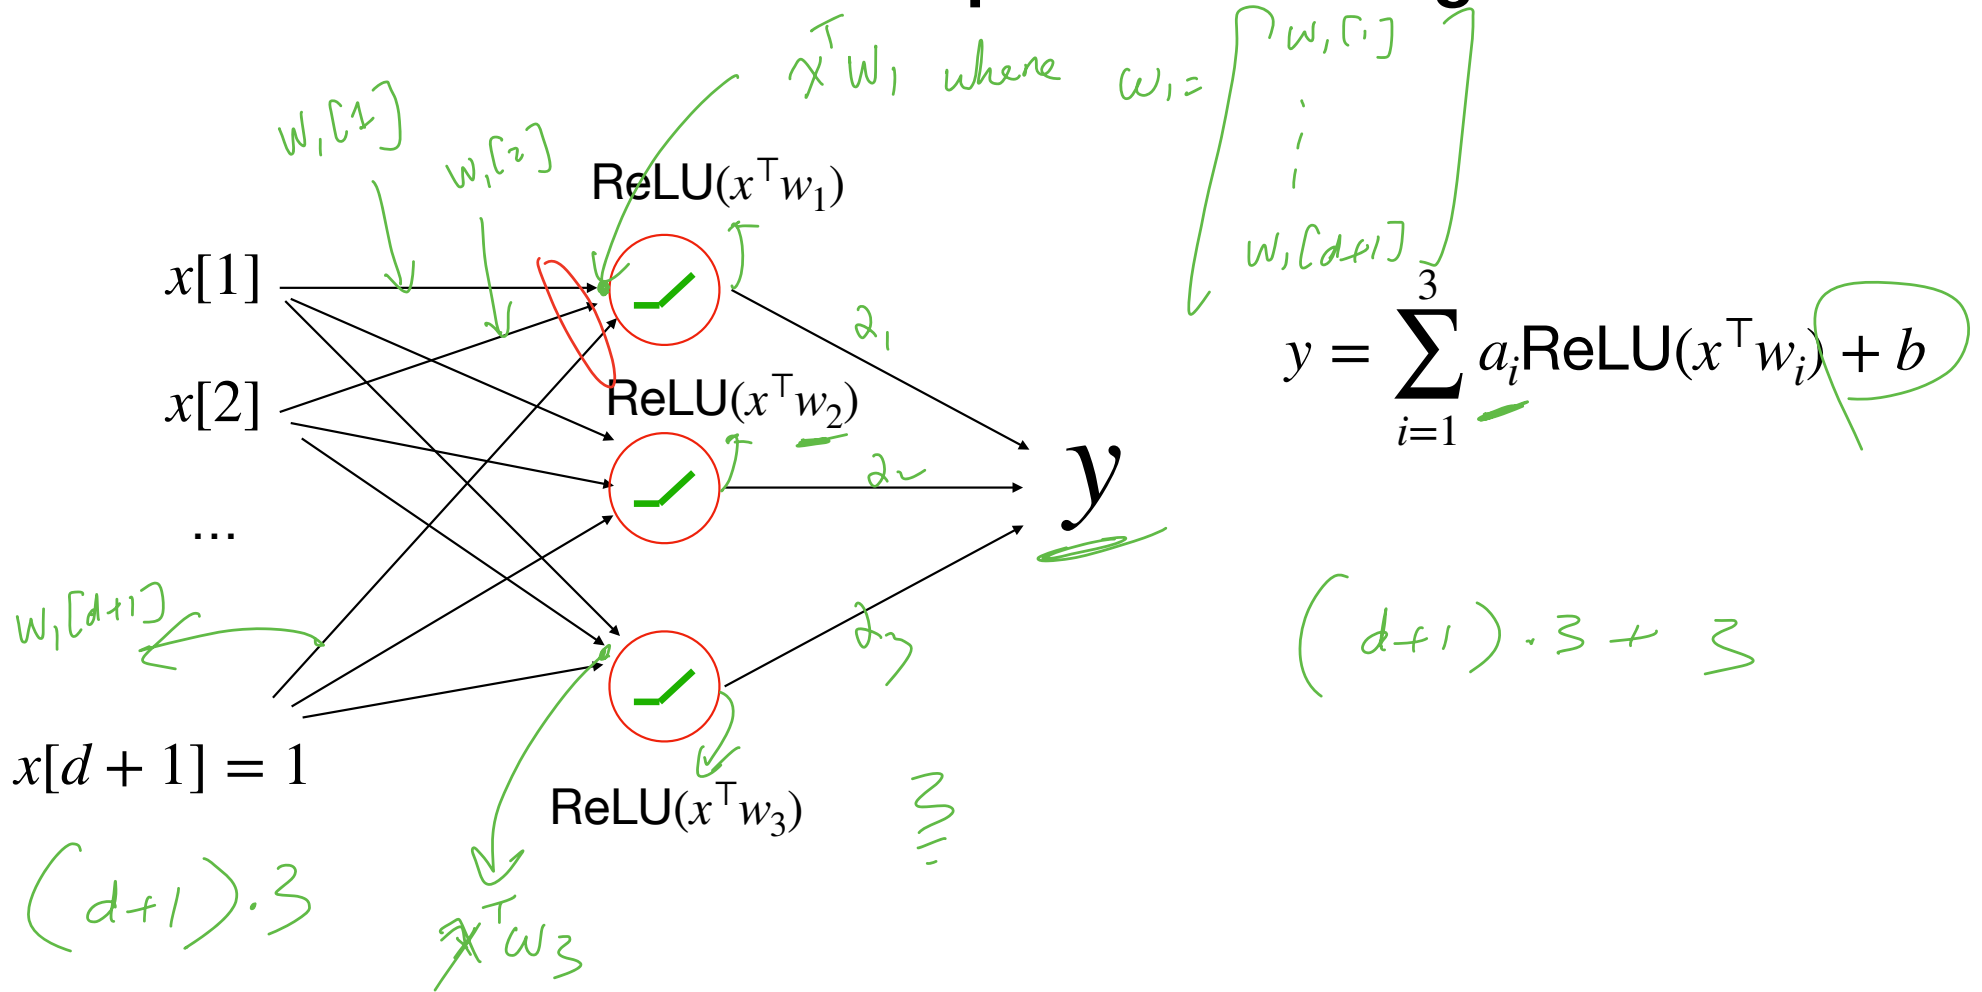 x^T w_1 where w_1 = [ w_1[1] ⋮ w_1[d+1] ]
w_1[1]
w_1[2]
ReLU(x^⊤w_1)
x[1]
a_1
y = ∑_{i=1}^{3} a_i ReLU(x^⊤w_i) + b
x[2]
ReLU(x^⊤w_2)
a_2
y
...
w_1[d+1]
a_3
(d+1)·3 + 3
x[d + 1] = 1
ReLU(x^⊤w_3)
3
(d+1)·3
x^T w_3